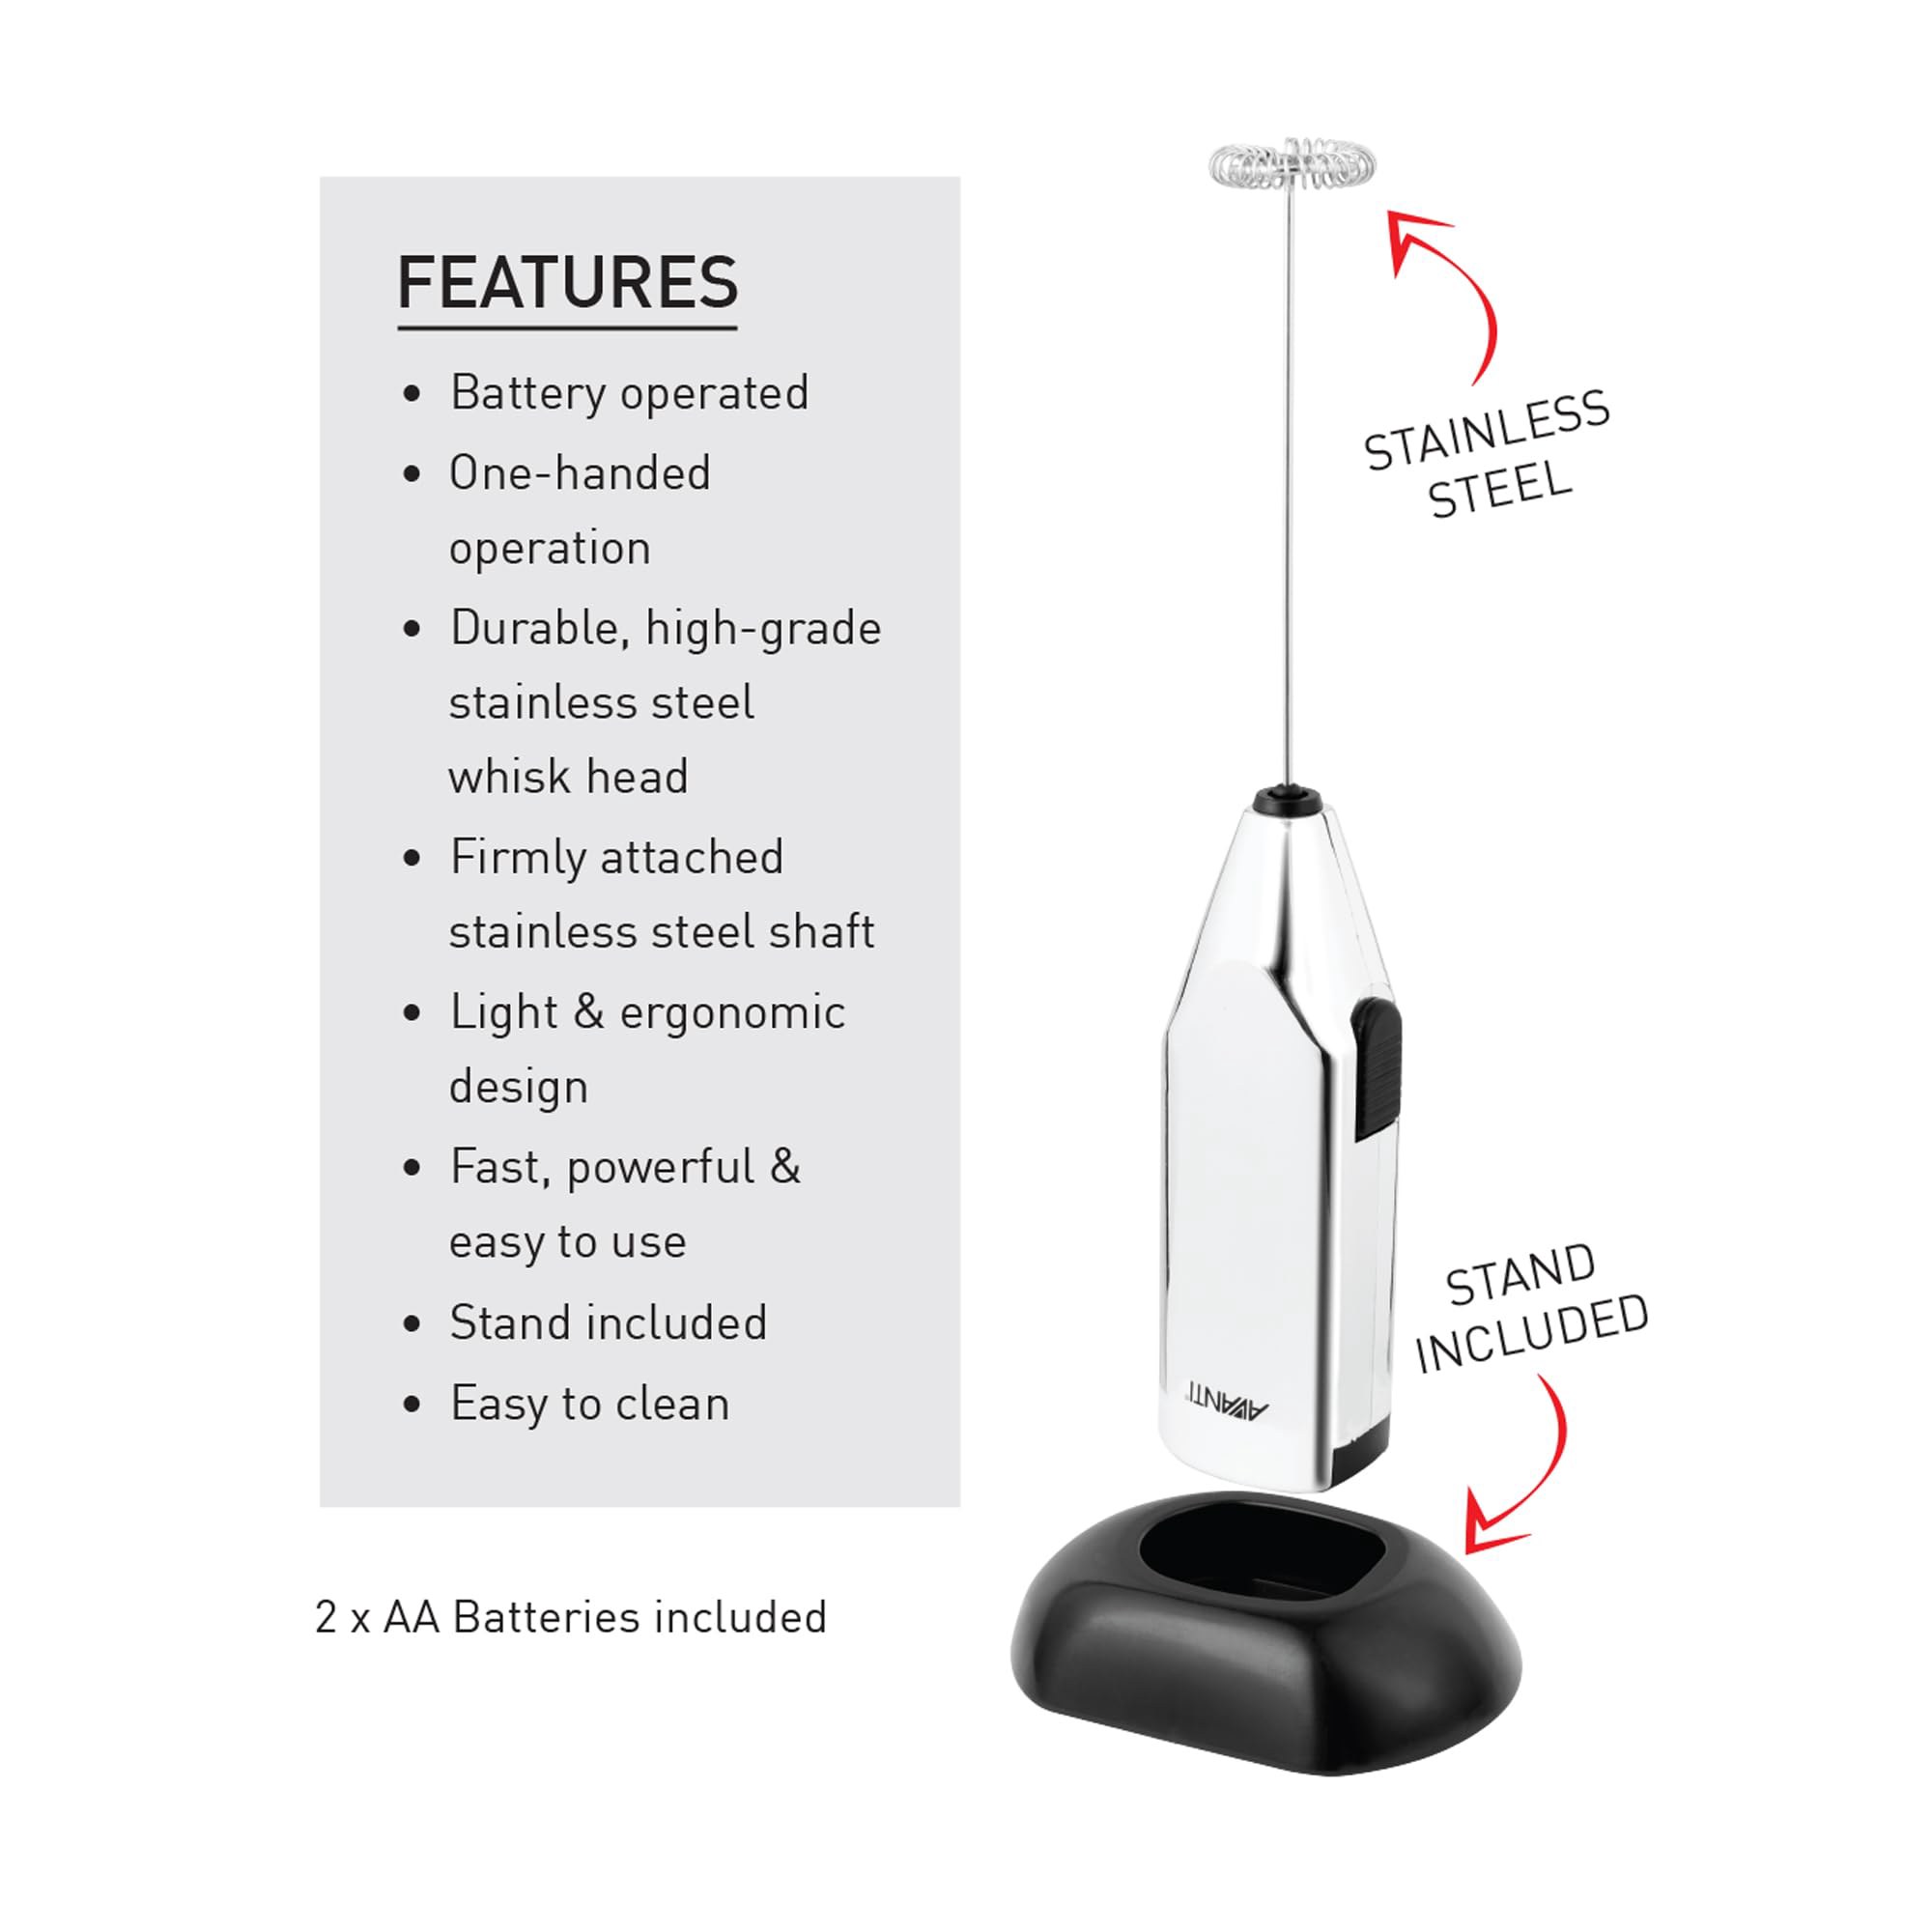 FEATURES
• Battery operated
• One-handed
operation
• Durable, high-grade
stainless steel
whisk head
• Firmly attached
stainless steel shaft
• Light & ergonomic
design
• Fast, powerful &
easy to use
• Stand included
• Easy to clean
2 x AA Batteries included
STAINLESS
STEEL
STAND
INCLUDED
AVANTI